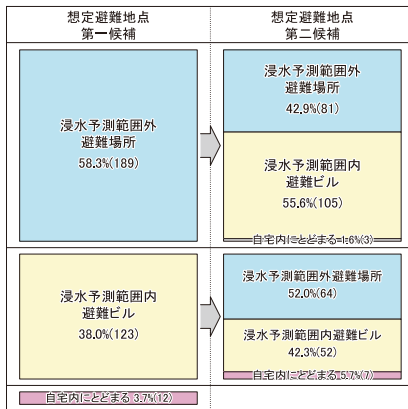 想定避難地点
第一候補
想定避難地点
第二候補
浸水予測範囲外
避難場所
58.3%(189)
浸水予測範囲外
避難場所
42.9%(81)
浸水予測範囲内
避難ビル
55.6%(105)
自宅内にとどまる 1.6%(3)
浸水予測範囲内
避難ビル
38.0%(123)
浸水予測範囲外避難場所
52.0%(64)
浸水予測範囲内避難ビル
42.3%(52)
自宅内にとどまる 5.7%(7)
自宅内にとどまる 3.7%(12)